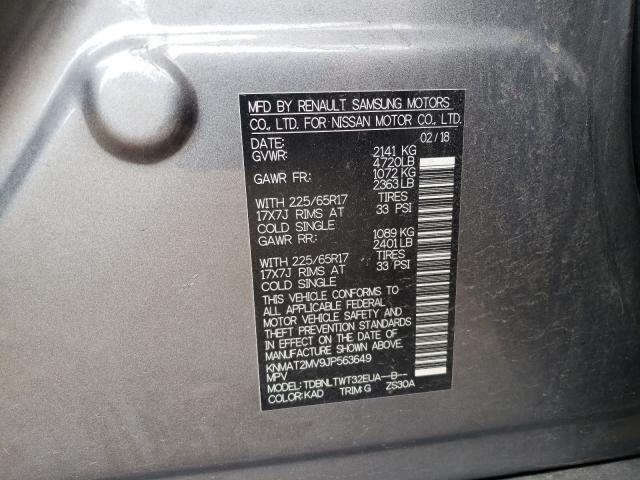 MFD BY RENAULT SAMSUNG MOTORS
CO., LTD. FOR NISSAN MOTOR CO., LTD.
DATE: 02/18
GVWR: 2141 KG
4720LB
GAWR FR: 1072 KG
2363LB
WITH 225/65R17 TIRES
17X7J RIMS AT 33 PSI
COLD SINGLE
GAWR RR: 1089 KG
2401LB
WITH 225/65R17 TIRES
17X7J RIMS AT 33 PSI
COLD SINGLE
THIS VEHICLE CONFORMS TO
ALL APPLICABLE FEDERAL
MOTOR VEHICLE SAFETY AND
THEFT PREVENTION STANDARDS
IN EFFECT ON THE DATE OF
MANUFACTURE SHOWN ABOVE.
KNMAT2MV9JP563649
MPV
MODEL: TDBNLTWT32EUA--B--
COLOR:KAD TRIM:G ZS30A